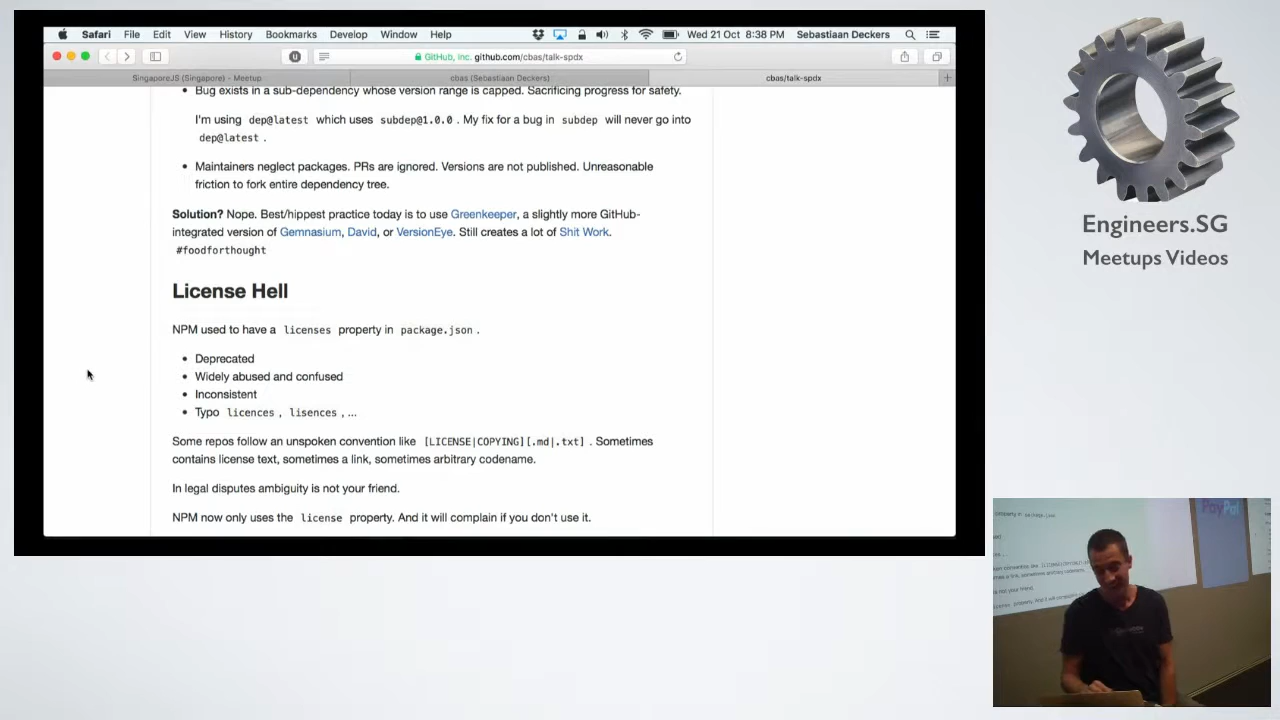 Safari File Edit View History Bookmarks Develop Window Help Wed 21 Oct 8:38 PM Sebastiaan Deckers
GitHub, Inc. github.com/cbas/talk-spdx
SingaporeJS (Singapore) - Meetup cbas (Sebastiaan Deckers) cbas/talk-spdx
• Bug exists in a sub-dependency whose version range is capped. Sacrificing progress for safety.
I'm using dep@latest which uses subdep@1.0.0 . My fix for a bug in subdep will never go into
dep@latest .
• Maintainers neglect packages. PRs are ignored. Versions are not published. Unreasonable
friction to fork entire dependency tree.
Solution? Nope. Best/hippest practice today is to use Greenkeeper, a slightly more GitHub-
integrated version of Gemnasium, David, or VersionEye. Still creates a lot of Shit Work.
#foodforthought
License Hell
NPM used to have a licenses property in package.json .
• Deprecated
• Widely abused and confused
• Inconsistent
• Typo licences , lisences , ...
Some repos follow an unspoken convention like [LICENSE|COPYING][.md|.txt] . Sometimes
contains license text, sometimes a link, sometimes arbitrary codename.
In legal disputes ambiguity is not your friend.
NPM now only uses the license property. And it will complain if you don't use it.
Engineers.SG
Meetups Videos
PayPal